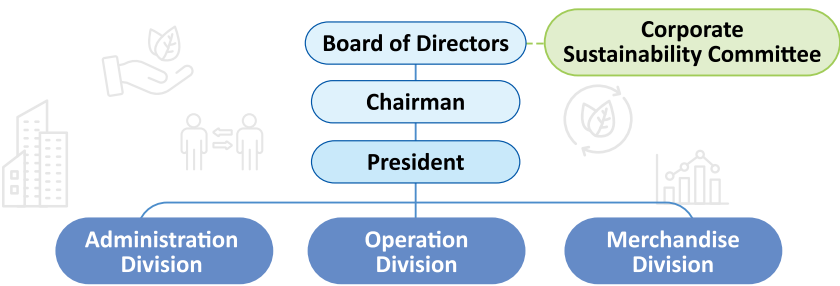 Board of Directors
Corporate
Sustainability Committee
Chairman
President
Administration
Division
Operation
Division
Merchandise
Division